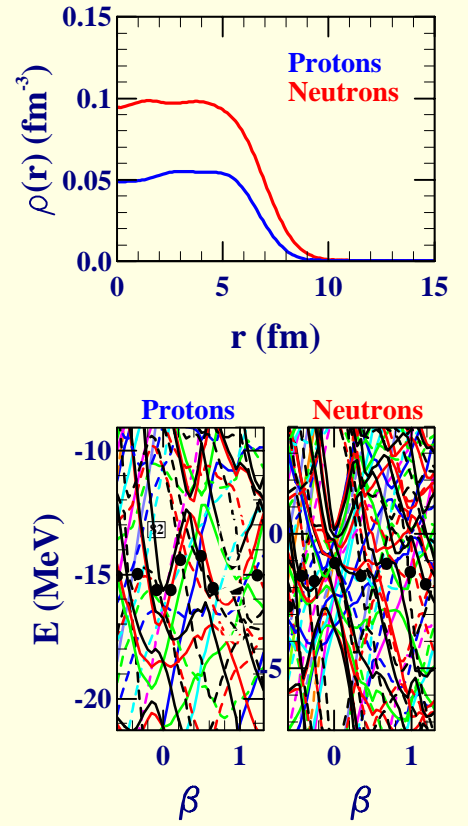 0.15
Protons
Neutrons
0.1
0.05
0.0
ρ(r) (fm⁻³)
0 5 10 15
r (fm)
Protons Neutrons
-10
-15
-20
E (MeV)
82
0
-5
0 1 0 1
β β